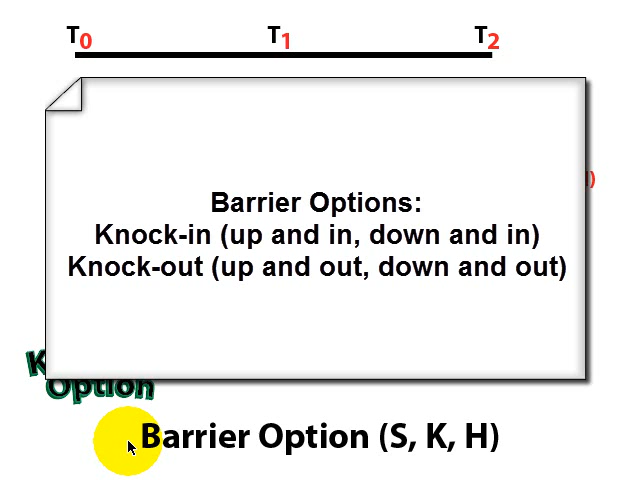 T0 T1 T2
Barrier Options:
Knock-in (up and in, down and in)
Knock-out (up and out, down and out)
Option
Barrier Option (S, K, H)